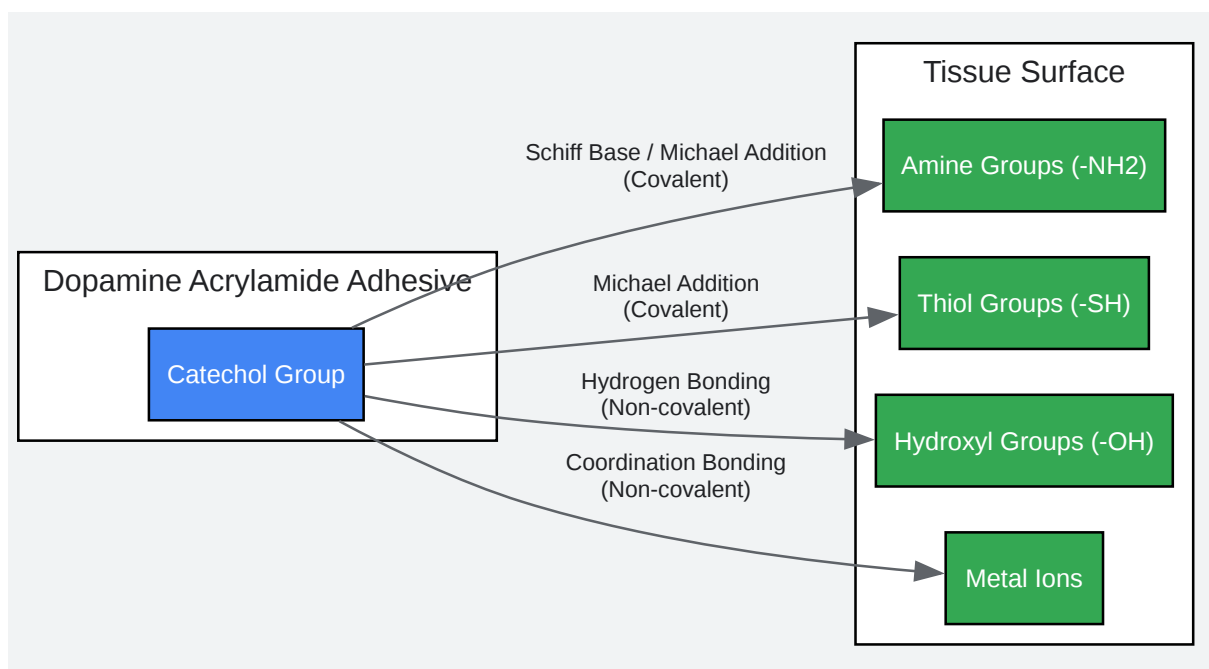 Tissue Surface
Schiff Base / Michael Addition
(Covalent)
Amine Groups (-NH2)
Dopamine Acrylamide Adhesive
Michael Addition
(Covalent)
Thiol Groups (-SH)
Catechol Group
Hydrogen Bonding
(Non-covalent)
Hydroxyl Groups (-OH)
Coordination Bonding
(Non-covalent)
Metal Ions